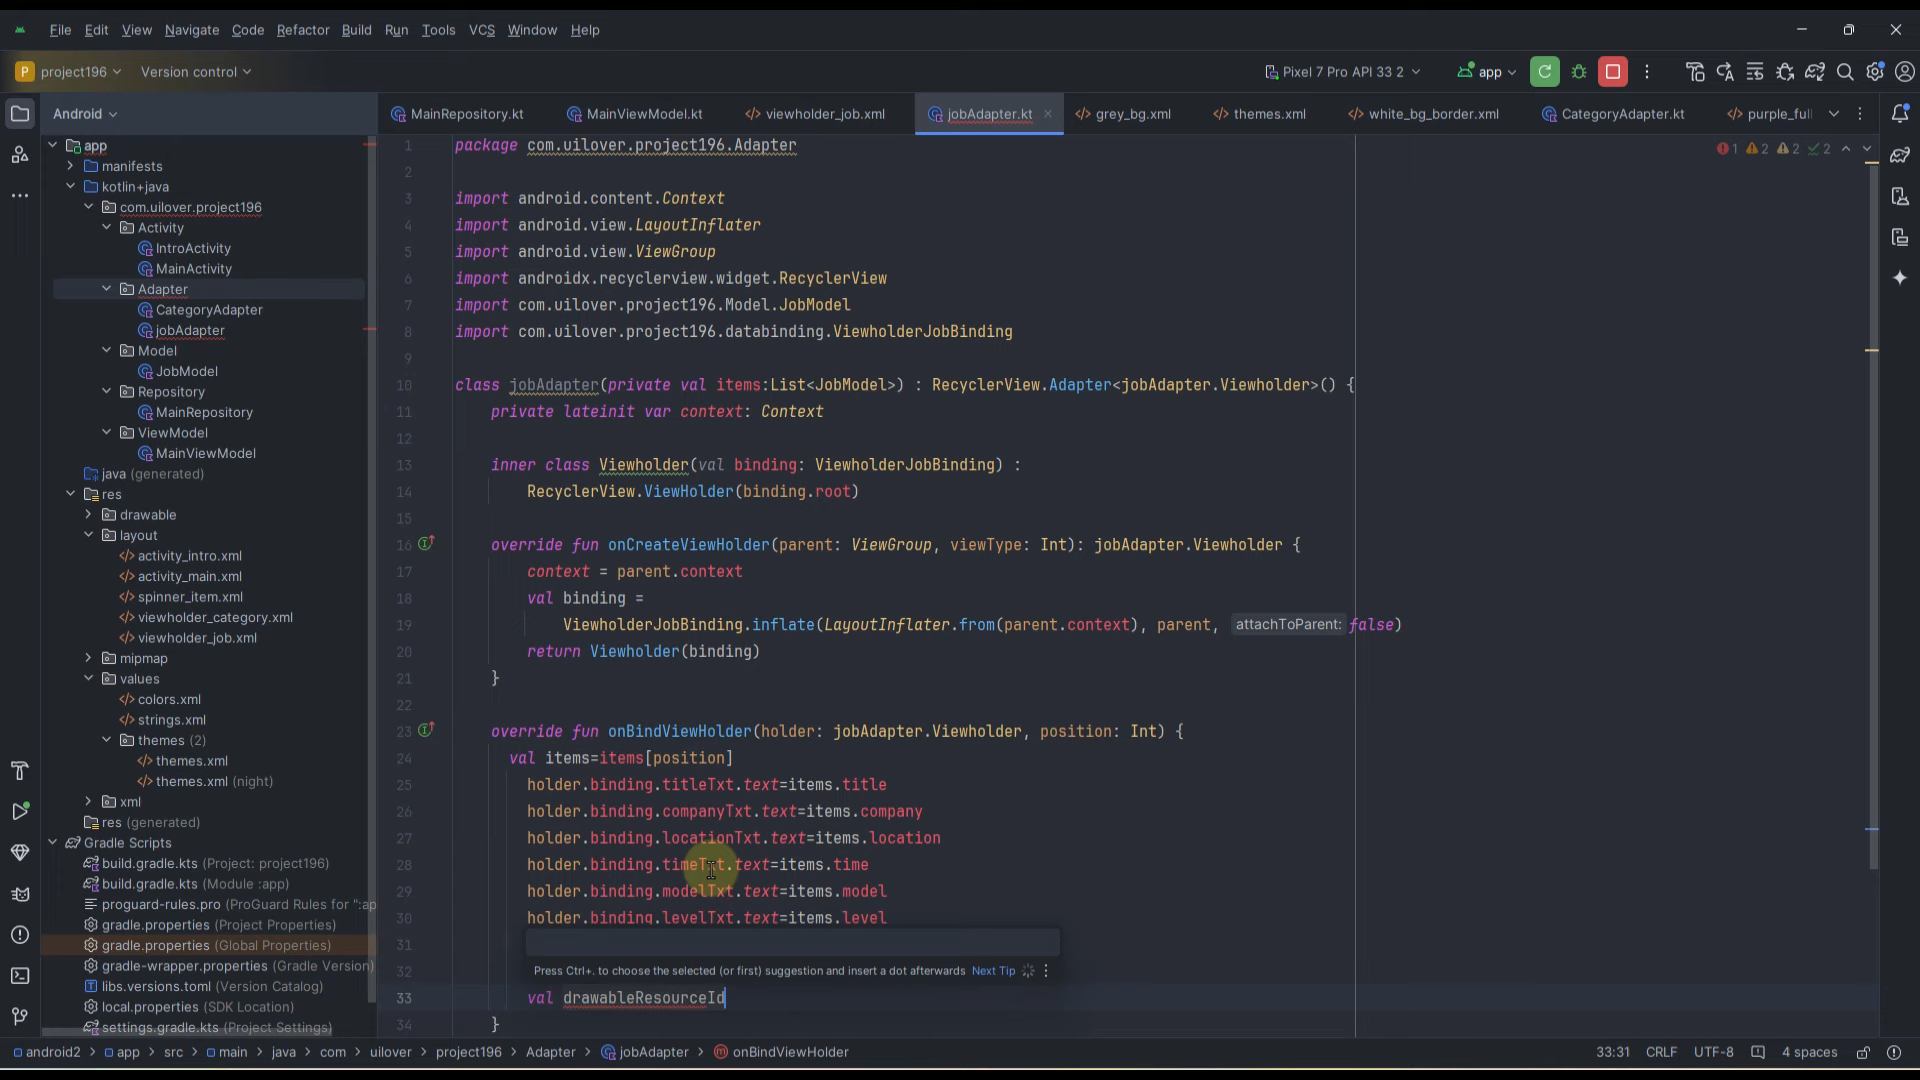 File Edit View Navigate Code Refactor Build Run Tools VCS Window Help
P project196 Version control Pixel 7 Pro API 33 2 app
Android
MainRepository.kt MainViewModel.kt viewholder_job.xml jobAdapter.kt grey_bg.xml themes.xml white_bg_border.xml CategoryAdapter.kt purple_full
app
manifests
kotlin+java
com.uilover.project196
Activity
IntroActivity
MainActivity
Adapter
CategoryAdapter
jobAdapter
Model
JobModel
Repository
MainRepository
ViewModel
MainViewModel
java (generated)
res
drawable
layout
activity_intro.xml
activity_main.xml
spinner_item.xml
viewholder_category.xml
viewholder_job.xml
mipmap
values
colors.xml
strings.xml
themes (2)
themes.xml
themes.xml (night)
xml
res (generated)
Gradle Scripts
build.gradle.kts (Project: project196)
build.gradle.kts (Module :app)
proguard-rules.pro (ProGuard Rules for ":ap
gradle.properties (Project Properties)
gradle.properties (Global Properties)
gradle-wrapper.properties (Gradle Version)
libs.versions.toml (Version Catalog)
local.properties (SDK Location)
settings.gradle.kts (Project Settings)
1 2 2 2
1 package com.uilover.project196.Adapter
2
3 import android.content.Context
4 import android.view.LayoutInflater
5 import android.view.ViewGroup
6 import androidx.recyclerview.widget.RecyclerView
7 import com.uilover.project196.Model.JobModel
8 import com.uilover.project196.databinding.ViewholderJobBinding
9
10 class jobAdapter(private val items:List<JobModel>) : RecyclerView.Adapter<jobAdapter.Viewholder>() {
11 private lateinit var context: Context
12
13 inner class Viewholder(val binding: ViewholderJobBinding) :
14 RecyclerView.ViewHolder(binding.root)
15
16 override fun onCreateViewHolder(parent: ViewGroup, viewType: Int): jobAdapter.Viewholder {
17 context = parent.context
18 val binding =
19 ViewholderJobBinding.inflate(LayoutInflater.from(parent.context), parent, attachToParent: false)
20 return Viewholder(binding)
21 }
22
23 override fun onBindViewHolder(holder: jobAdapter.Viewholder, position: Int) {
24 val items=items[position]
25 holder.binding.titleTxt.text=items.title
26 holder.binding.companyTxt.text=items.company
27 holder.binding.locationTxt.text=items.location
28 holder.binding.timeTxt.text=items.time
29 holder.binding.modelTxt.text=items.model
30 holder.binding.levelTxt.text=items.level
31
32 Press Ctrl+. to choose the selected (or first) suggestion and insert a dot afterwards Next Tip
33 val drawableResourceId
34 }
android2 > app > src > main > java > com > uilover > project196 > Adapter > jobAdapter > onBindViewHolder 33:31 CRLF UTF-8 4 spaces